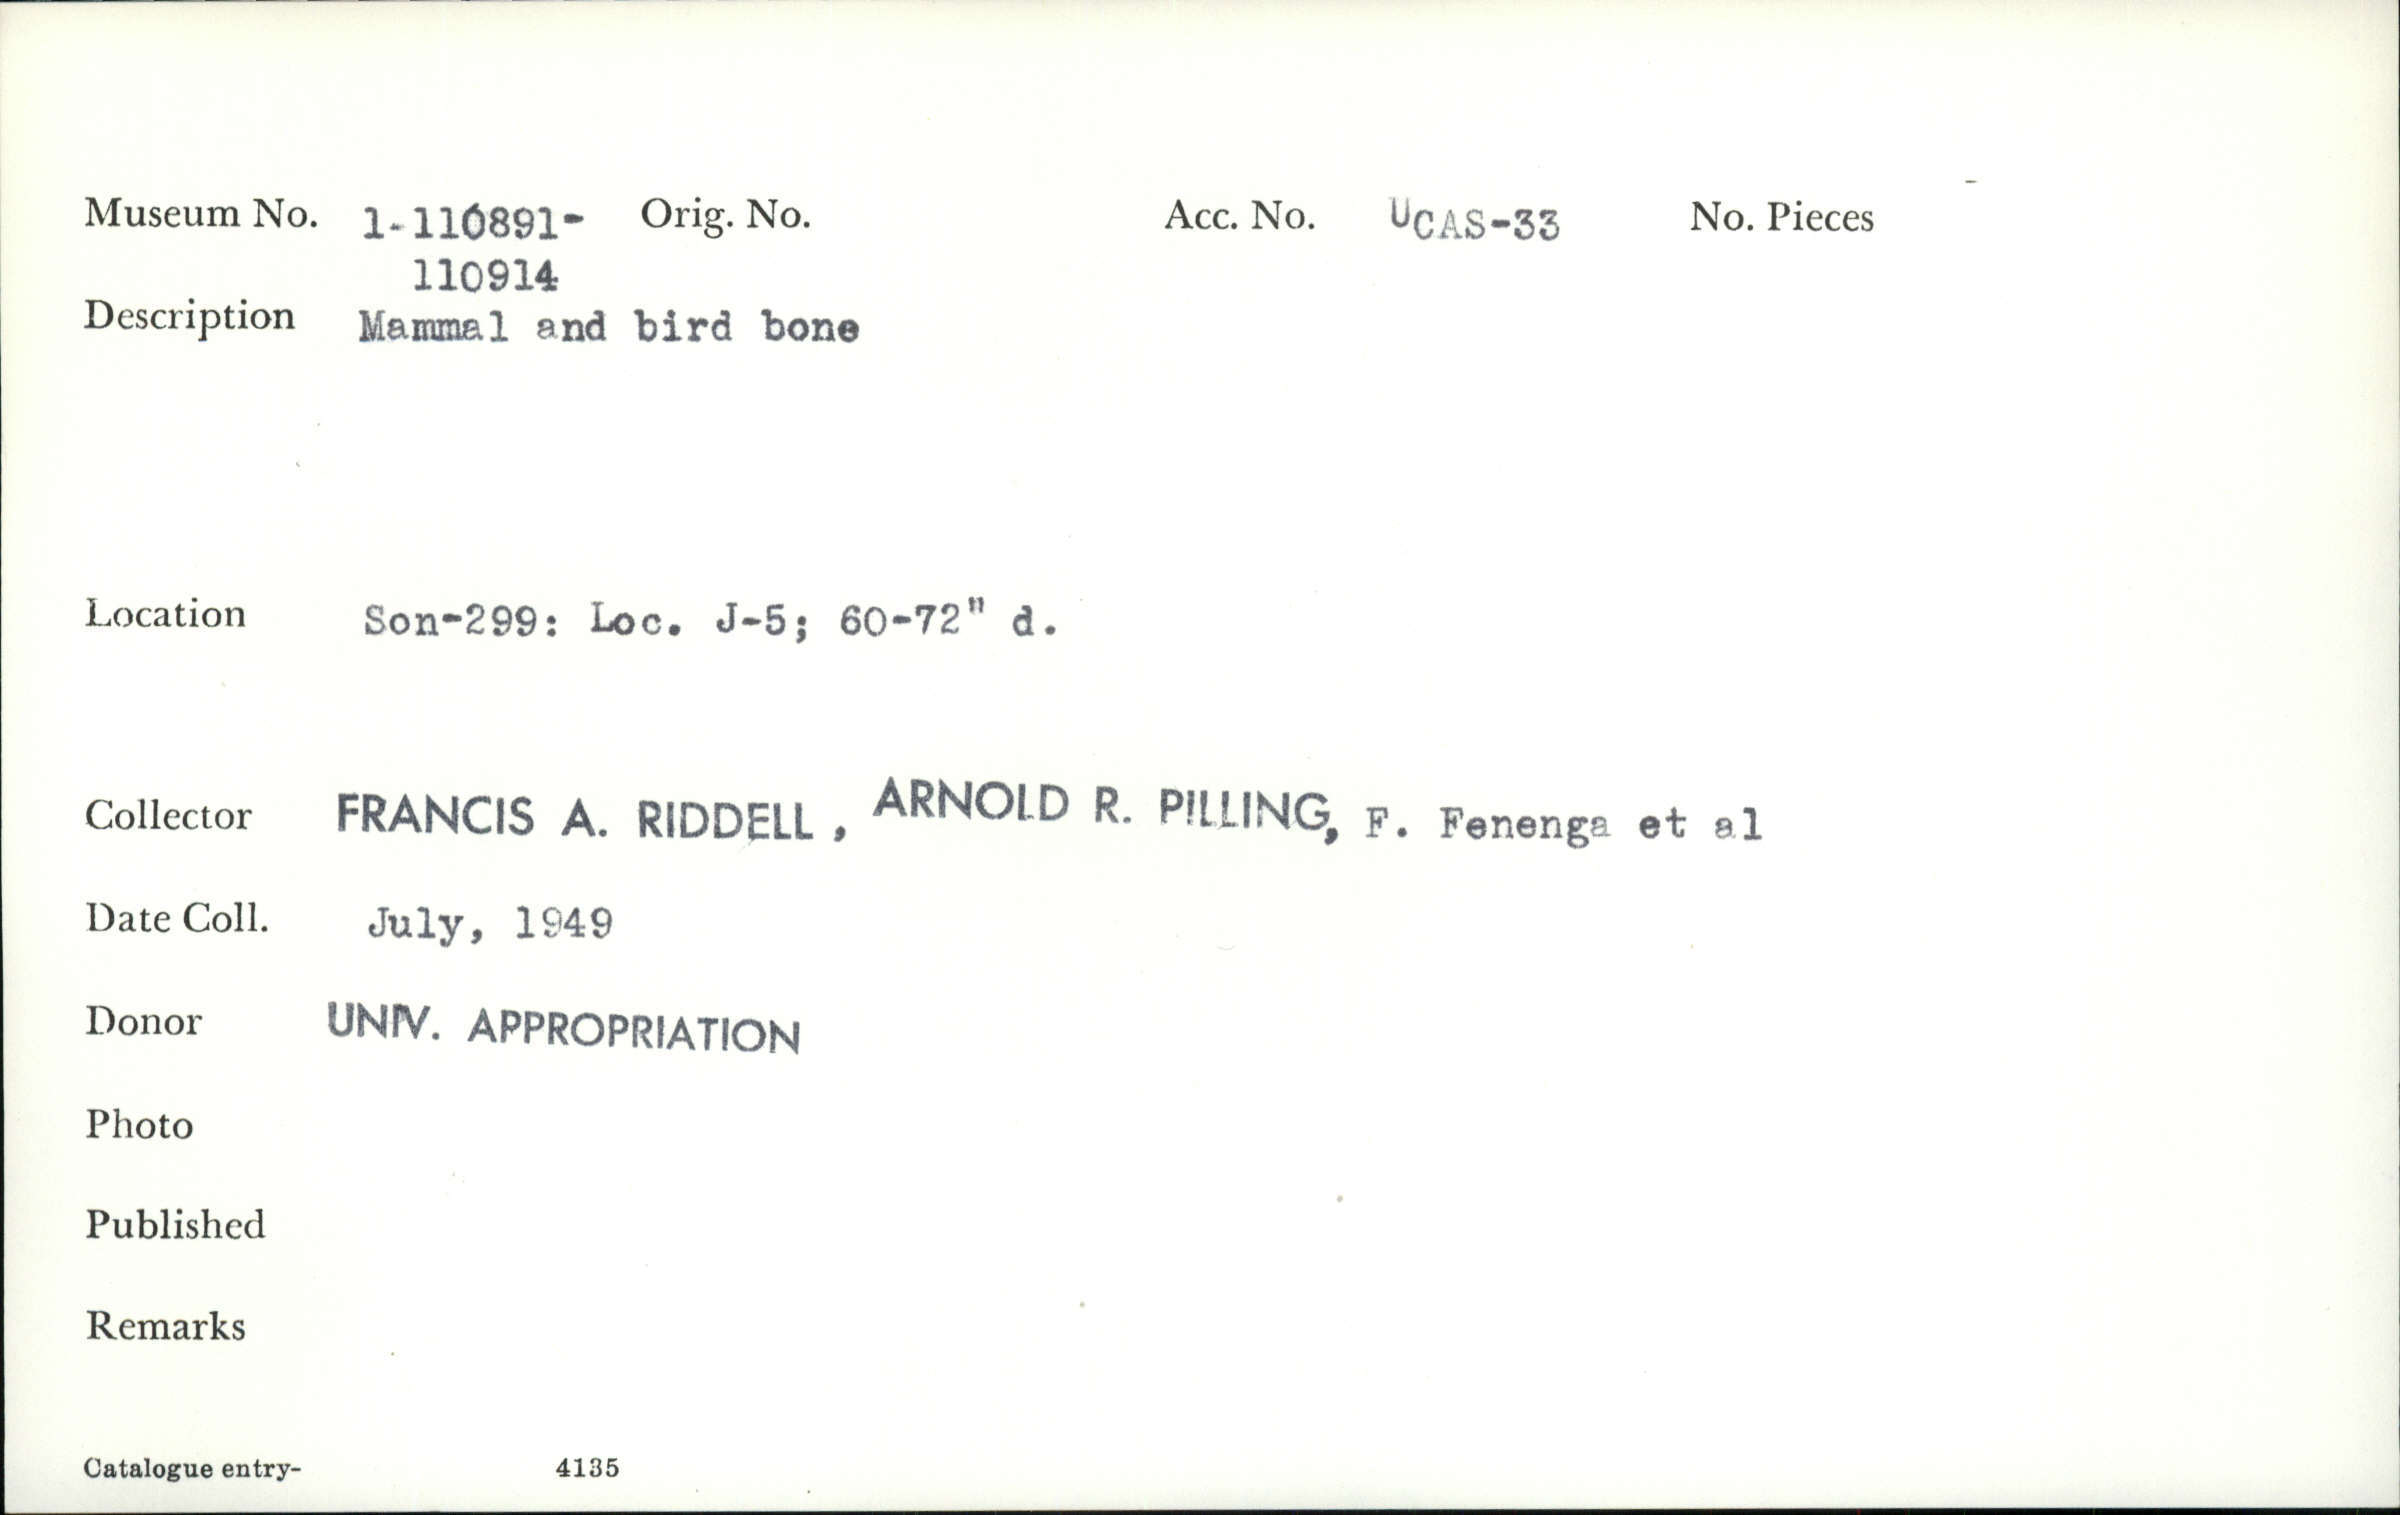 Museum No. 1-110891- Orig. No. Acc. No. UCAS-33 No. Pieces
110914
Description Mammal and bird bone
Location Son-299: Loc. J-5; 60-72" d.
Collector FRANCIS A. RIDDELL, ARNOLD R. PILLING, F. Fenenga et al
Date Coll. July, 1949
Donor UNIV. APPROPRIATION
Photo
Published
Remarks
Catalogue entry- 4135